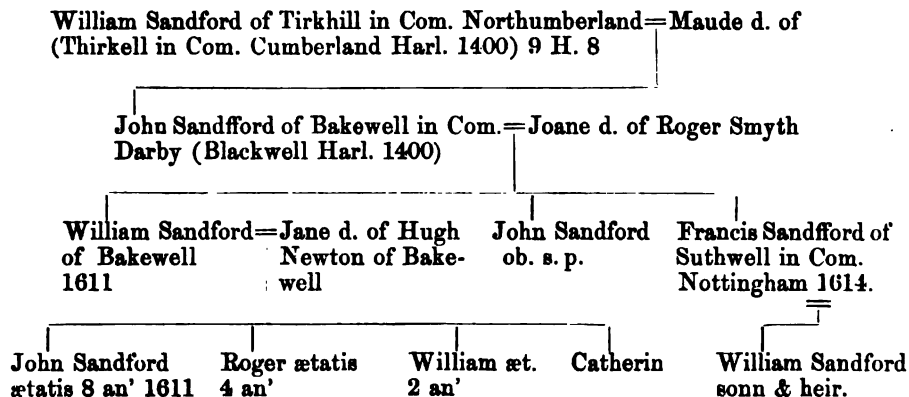 William Sandford of Tirkhill in Com. Northumberland=Maude d. of
(Thirkell in Com. Cumberland Harl. 1400) 9 H. 8
John Sandfford of Bakewell in Com.=Joane d. of Roger Smyth
Darby (Blackwell Harl. 1400)
William Sandford=Jane d. of Hugh
of Bakewell Newton of Bake-
1611 well
John Sandford
ob. s. p.
Francis Sandfford of
Suthwell in Com.
Nottingham 1614.
John Sandford
ætatis 8 an' 1611
Roger ætatis
4 an'
William æt.
2 an'
Catherin
William Sandford
sonn & heir.